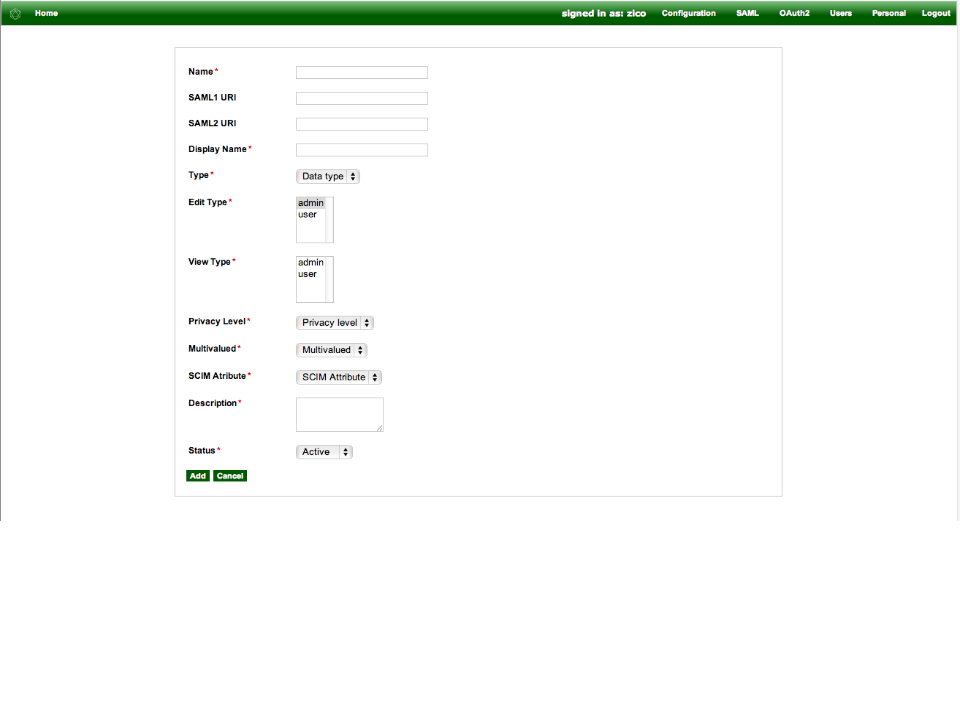 Home signed in as: zico Configuration SAML OAuth2 Users Personal Logout
Name*
SAML1 URI
SAML2 URI
Display Name*
Type* Data type
Edit Type* admin
user
View Type* admin
user
Privacy Level* Privacy level
Multivalued* Multivalued
SCIM Atribute* SCIM Attribute
Description*
Status* Active
Add Cancel